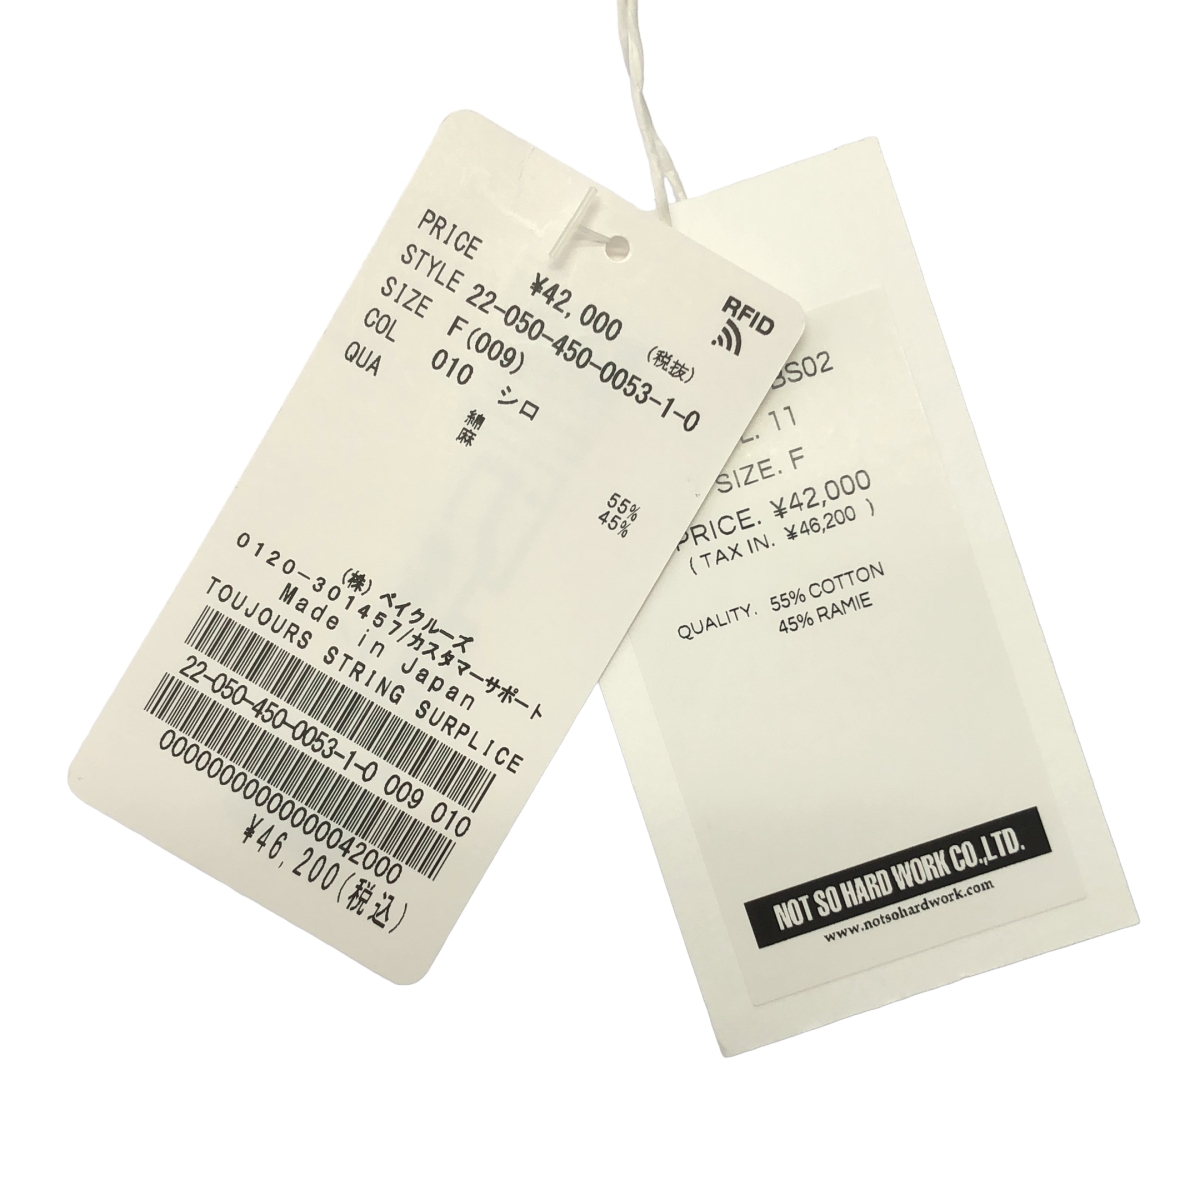 PRICE ¥42,000 (税抜)
STYLE 22-050-450-0053-1-0
SIZE F(009)
COL 010 シロ
QUA
綿 55%
麻 45%
(株) ベイクルーズ
0120-301457/カスタマーサポート
Made in Japan
TOUJOURS STRING SURPLICE
22-050-450-0053-1-0 009 010
0000000000000042000
¥46,200(税込)
RFID
BS02
L. 11
SIZE. F
PRICE. ¥42,000
(TAX IN. ¥46,200 )
QUALITY. 55% COTTON
45% RAMIE
NOT SO HARD WORK CO.,LTD.
www.notsohardwork.com